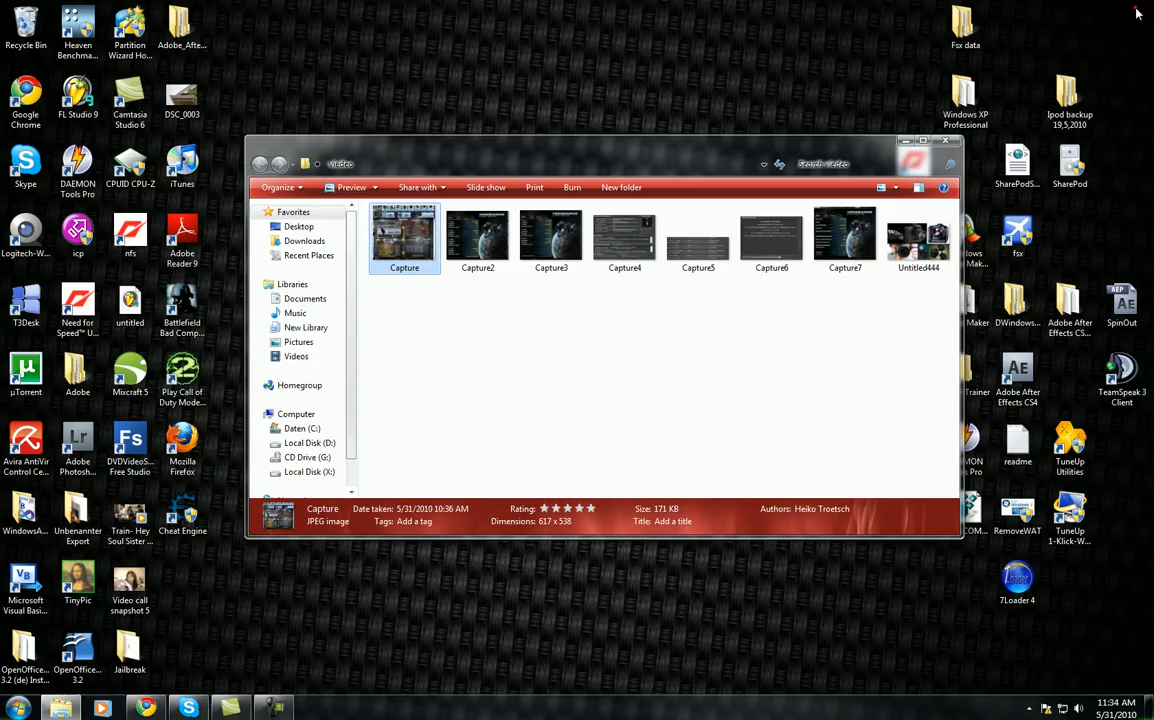 Recycle Bin
Heaven
Benchma...
Partition
Wizard Ho...
Adobe_Afte...
Google
Chrome
FL Studio 9
Camtasia
Studio 6
DSC_0003
Skype
DAEMON
Tools Pro
CPUID CPU-Z
iTunes
Logitech-W...
icp
nfs
Adobe
Reader 9
T3Desk
Need for
Speed™ U...
untitled
Battlefield
Bad Comp...
µTorrent
Adobe
Mixcraft 5
Play Call of
Duty Mode...
Avira AntiVir
Control Ce...
Adobe
Photosh...
DVDVideoS...
Free Studio
Mozilla
Firefox
WindowsA...
Unbenannter
Export
Train- Hey
Soul Sister ...
Cheat Engine
Microsoft
Visual Basi...
TinyPic
Video call
snapshot 5
OpenOffice...
3.2 (de) Inst...
OpenOffice...
3.2
Jailbreak
viedeo
Search viedeo
Organize
Preview
Share with
Slide show
Print
Burn
New folder
Favorites
Desktop
Downloads
Recent Places
Libraries
Documents
Music
New Library
Pictures
Videos
Homegroup
Computer
Daten (C:)
Local Disk (D:)
CD Drive (G:)
Local Disk (X:)
Capture
Capture2
Capture3
Capture4
Capture5
Capture6
Capture7
Untitled444
Capture
JPEG image
Date taken: 5/31/2010 10:36 AM
Tags: Add a tag
Rating:
Dimensions: 617 x 538
Size: 171 KB
Title: Add a title
Authors: Heiko Troetsch
Fsx data
Windows XP
Professional
Ipod backup
19,5,2010
SharePodS...
SharePod
Mak...
fsx
Maker
DWindows...
Adobe After
Effects CS...
AEP
SpinOut
Trainer
Adobe After
Effects CS4
TeamSpeak 3
Client
readme
TuneUp
Utilities
RemoveWAT
TuneUp
1-Klick-W...
7Loader 4
11:34 AM
5/31/2010